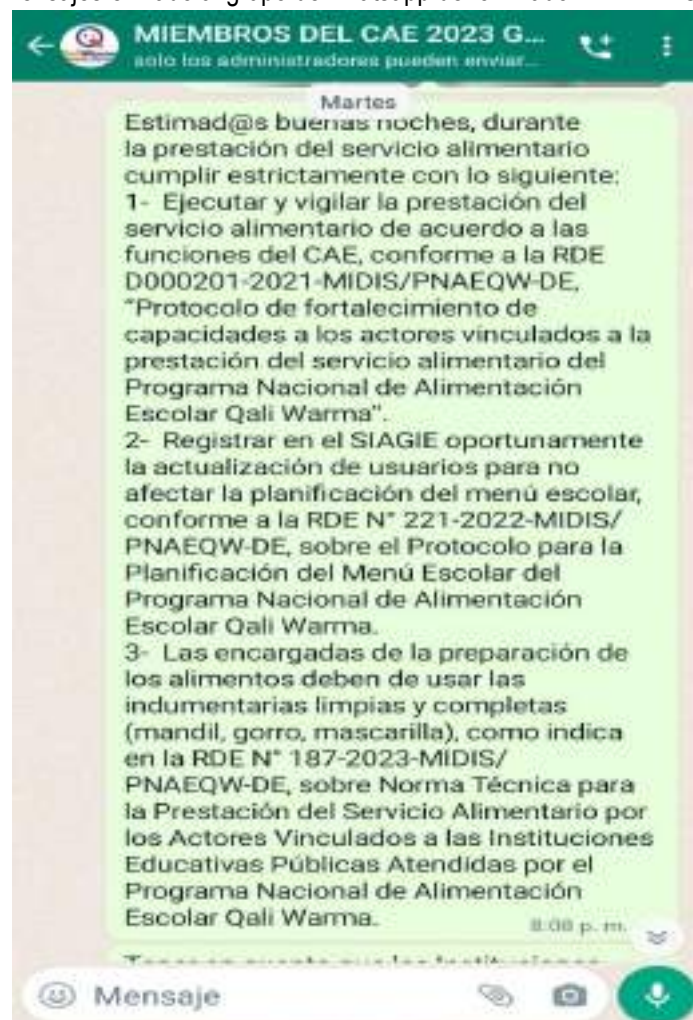 MIEMBROS DEL CAE 2023 G...
solo los administradores pueden enviar...
Martes
Estimad@s buenas noches, durante
la prestación del servicio alimentario
cumplir estrictamente con lo siguiente:
1- Ejecutar y vigilar la prestación del
servicio alimentario de acuerdo a las
funciones del CAE, conforme a la RDE
D000201-2021-MIDIS/PNAEQW-DE,
"Protocolo de fortalecimiento de
capacidades a los actores vinculados a la
prestación del servicio alimentario del
Programa Nacional de Alimentación
Escolar Qali Warma".
2- Registrar en el SIAGIE oportunamente
la actualización de usuarios para no
afectar la planificación del menú escolar,
conforme a la RDE N° 221-2022-MIDIS/
PNAEQW-DE, sobre el Protocolo para la
Planificación del Menú Escolar del
Programa Nacional de Alimentación
Escolar Qali Warma.
3- Las encargadas de la preparación de
los alimentos deben de usar las
indumentarias limpias y completas
(mandil, gorro, mascarilla), como indica
en la RDE N° 187-2023-MIDIS/
PNAEQW-DE, sobre Norma Técnica para
la Prestación del Servicio Alimentario por
los Actores Vinculados a las Instituciones
Educativas Públicas Atendidas por el
Programa Nacional de Alimentación
Escolar Qali Warma.
8:08 p. m.
Mensaje